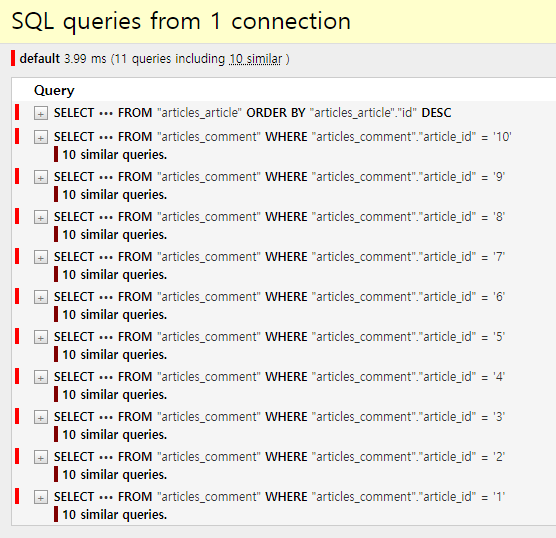 SQL queries from 1 connection
default 3.99 ms (11 queries including 10 similar )
Query
+ SELECT ••• FROM "articles_article" ORDER BY "articles_article"."id" DESC
+ SELECT ••• FROM "articles_comment" WHERE "articles_comment"."article_id" = '10'
10 similar queries.
+ SELECT ••• FROM "articles_comment" WHERE "articles_comment"."article_id" = '9'
10 similar queries.
+ SELECT ••• FROM "articles_comment" WHERE "articles_comment"."article_id" = '8'
10 similar queries.
+ SELECT ••• FROM "articles_comment" WHERE "articles_comment"."article_id" = '7'
10 similar queries.
+ SELECT ••• FROM "articles_comment" WHERE "articles_comment"."article_id" = '6'
10 similar queries.
+ SELECT ••• FROM "articles_comment" WHERE "articles_comment"."article_id" = '5'
10 similar queries.
+ SELECT ••• FROM "articles_comment" WHERE "articles_comment"."article_id" = '4'
10 similar queries.
+ SELECT ••• FROM "articles_comment" WHERE "articles_comment"."article_id" = '3'
10 similar queries.
+ SELECT ••• FROM "articles_comment" WHERE "articles_comment"."article_id" = '2'
10 similar queries.
+ SELECT ••• FROM "articles_comment" WHERE "articles_comment"."article_id" = '1'
10 similar queries.